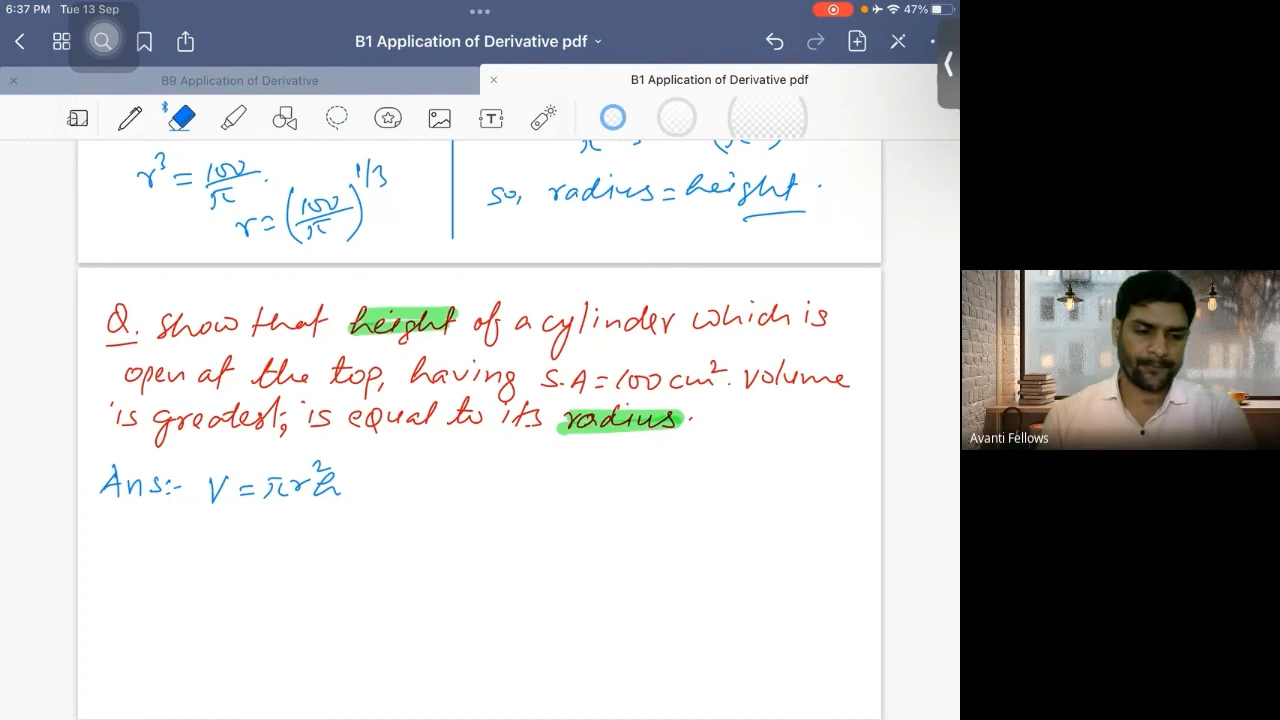 6:37 PM Tue 13 Sep
47%
B1 Application of Derivative pdf
B9 Application of Derivative
B1 Application of Derivative pdf
r³ = 100/π.
r = (100/π)^1/3
so, radius = height.
Q. Show that height of a cylinder which is
open at the top, having S.A = 100 cm². volume
is greatest; is equal to its radius.
Ans:- V = πr²h
Avanti Fellows